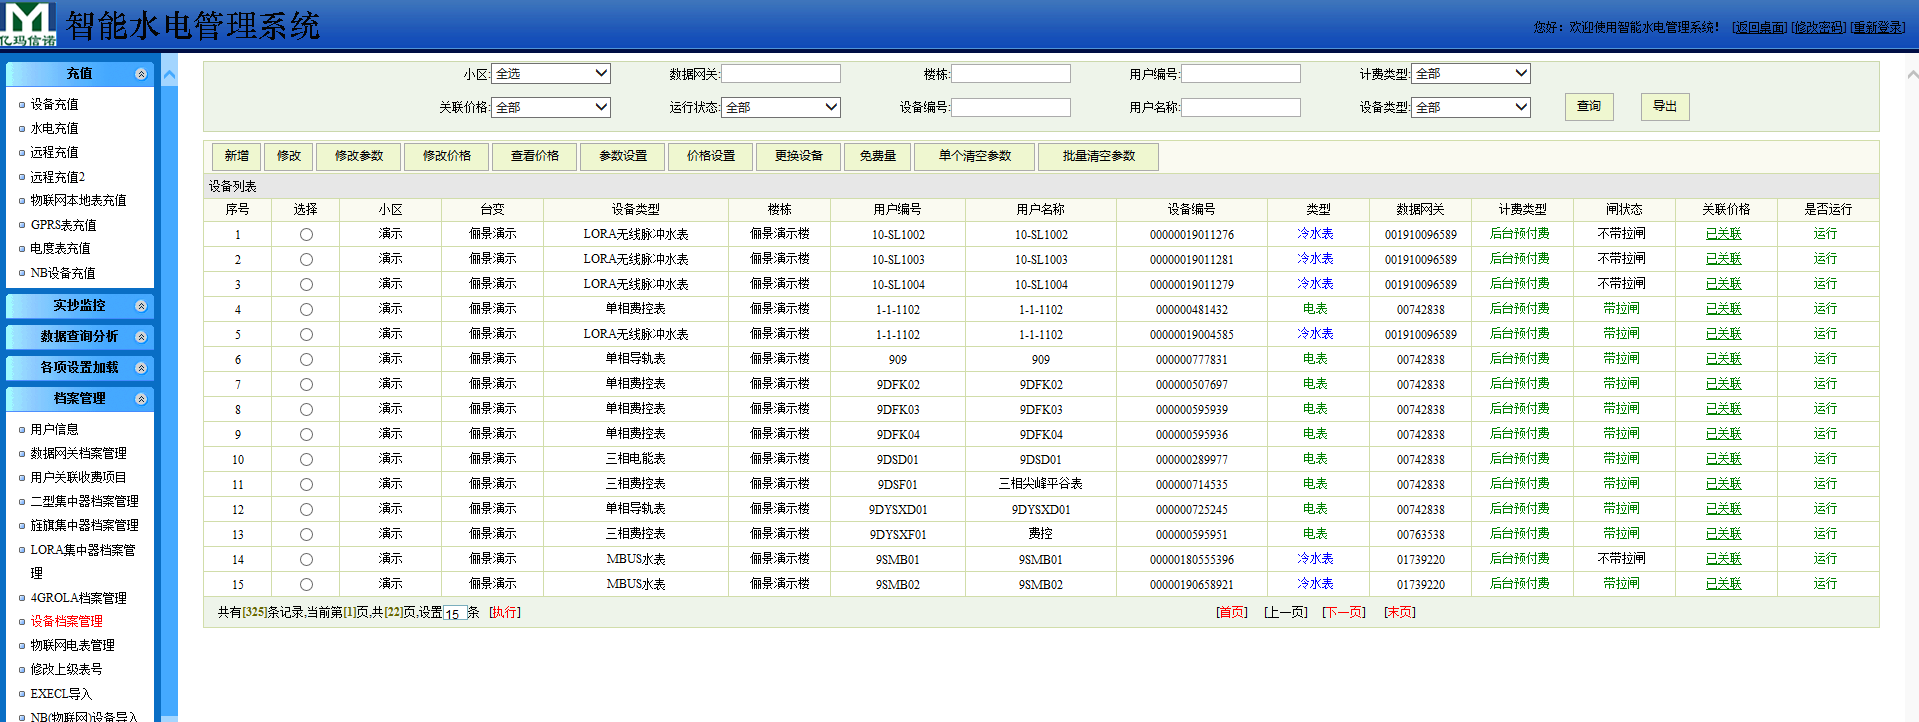 亿玛信诺
智能水电管理系统
您好：欢迎使用智能水电管理系统！ [返回桌面] [修改密码] [重新登录]
充值
设备充值
水电充值
远程充值
远程充值2
物联网本地表充值
GPRS表充值
电度表充值
NB设备充值
实抄监控
数据查询分析
各项设置加载
档案管理
用户信息
数据网关档案管理
用户关联收费项目
二型集中器档案管理
旌旗集中器档案管理
LORA集中器档案管
理
4GROLA档案管理
设备档案管理
物联网电表管理
修改上级表号
EXECL导入
NB(物联网)设备导入
小区: 全选 数据网关: 楼栋: 用户编号: 计费类型: 全部
关联价格: 全部 运行状态: 全部 设备编号: 用户名称: 设备类型: 全部 查询 导出
新增 修改 修改参数 修改价格 查看价格 参数设置 价格设置 更换设备 免费量 单个清空参数 批量清空参数
设备列表
序号 选择 小区 台变 设备类型 楼栋 用户编号 用户名称 设备编号 类型 数据网关 计费类型 闸状态 关联价格 是否运行
1 演示 俪景演示 LORA无线脉冲水表 俪景演示楼 10-SL1002 10-SL1002 00000019011276 冷水表 001910096589 后台预付费 不带拉闸 已关联 运行
2 演示 俪景演示 LORA无线脉冲水表 俪景演示楼 10-SL1003 10-SL1003 00000019011281 冷水表 001910096589 后台预付费 不带拉闸 已关联 运行
3 演示 俪景演示 LORA无线脉冲水表 俪景演示楼 10-SL1004 10-SL1004 00000019011279 冷水表 001910096589 后台预付费 不带拉闸 已关联 运行
4 演示 俪景演示 单相费控表 俪景演示楼 1-1-1102 1-1-1102 000000481432 电表 00742838 后台预付费 带拉闸 已关联 运行
5 演示 俪景演示 LORA无线脉冲水表 俪景演示楼 1-1-1102 1-1-1102 00000019004585 冷水表 001910096589 后台预付费 带拉闸 已关联 运行
6 演示 俪景演示 单相导轨表 俪景演示楼 909 909 000000777831 电表 00742838 后台预付费 带拉闸 已关联 运行
7 演示 俪景演示 单相费控表 俪景演示楼 9DFK02 9DFK02 000000507697 电表 00742838 后台预付费 带拉闸 已关联 运行
8 演示 俪景演示 单相费控表 俪景演示楼 9DFK03 9DFK03 000000595939 电表 00742838 后台预付费 带拉闸 已关联 运行
9 演示 俪景演示 单相费控表 俪景演示楼 9DFK04 9DFK04 000000595936 电表 00742838 后台预付费 带拉闸 已关联 运行
10 演示 俪景演示 三相电能表 俪景演示楼 9DSD01 9DSD01 000000289977 电表 00742838 后台预付费 带拉闸 已关联 运行
11 演示 俪景演示 三相费控表 俪景演示楼 9DSF01 三相尖峰平谷表 000000714535 电表 00742838 后台预付费 带拉闸 已关联 运行
12 演示 俪景演示 单相导轨表 俪景演示楼 9DYSXD01 9DYSXD01 000000725245 电表 00742838 后台预付费 带拉闸 已关联 运行
13 演示 俪景演示 三相费控表 俪景演示楼 9DYSXF01 费控 000000595951 电表 00763538 后台预付费 带拉闸 已关联 运行
14 演示 俪景演示 MBUS水表 俪景演示楼 9SMB01 9SMB01 00000180555396 冷水表 01739220 后台预付费 不带拉闸 已关联 运行
15 演示 俪景演示 MBUS水表 俪景演示楼 9SMB02 9SMB02 00000190658921 冷水表 01739220 后台预付费 带拉闸 已关联 运行
共有[325]条记录,当前第[1]页,共[22]页,设置 15 条 [执行] [首页] [上一页] [下一页] [末页]